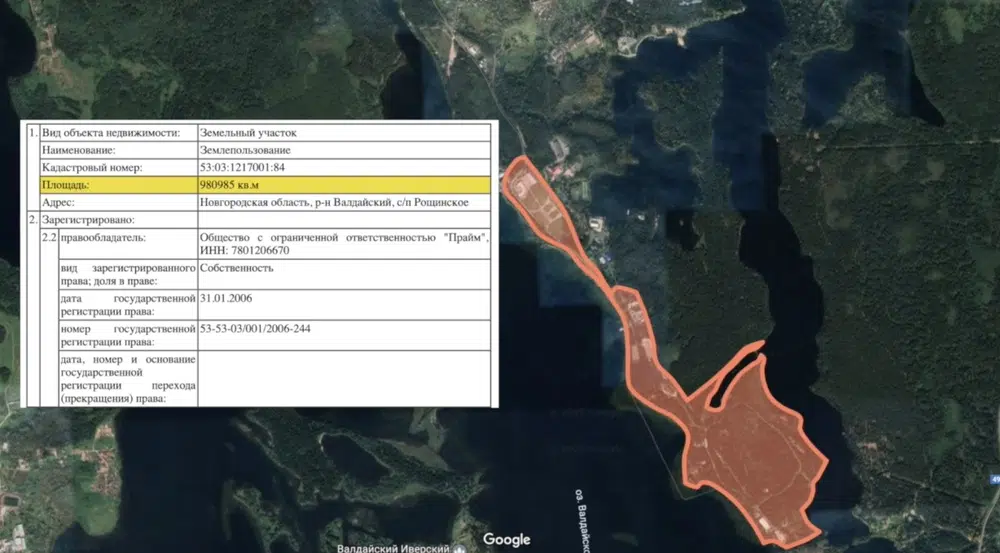 1. Вид объекта недвижимости: Земельный участок
Наименование: Землепользование
Кадастровый номер: 53:03:1217001:84
Площадь: 980985 кв.м
Адрес: Новгородская область, р-н Валдайский, с/п Рощинское
2. Зарегистрировано:
2.2 правообладатель: Общество с ограниченной ответственностью "Прайм",
ИНН: 7801206670
вид зарегистрированного Собственность
права; доля в праве:
дата государственной 31.01.2006
регистрации права:
номер государственной 53-53-03/001/2006-244
регистрации права:
дата, номер и основание
государственной
регистрации перехода
(прекращения) права:
оз. Валдайско
Google
Валдайский Иверский